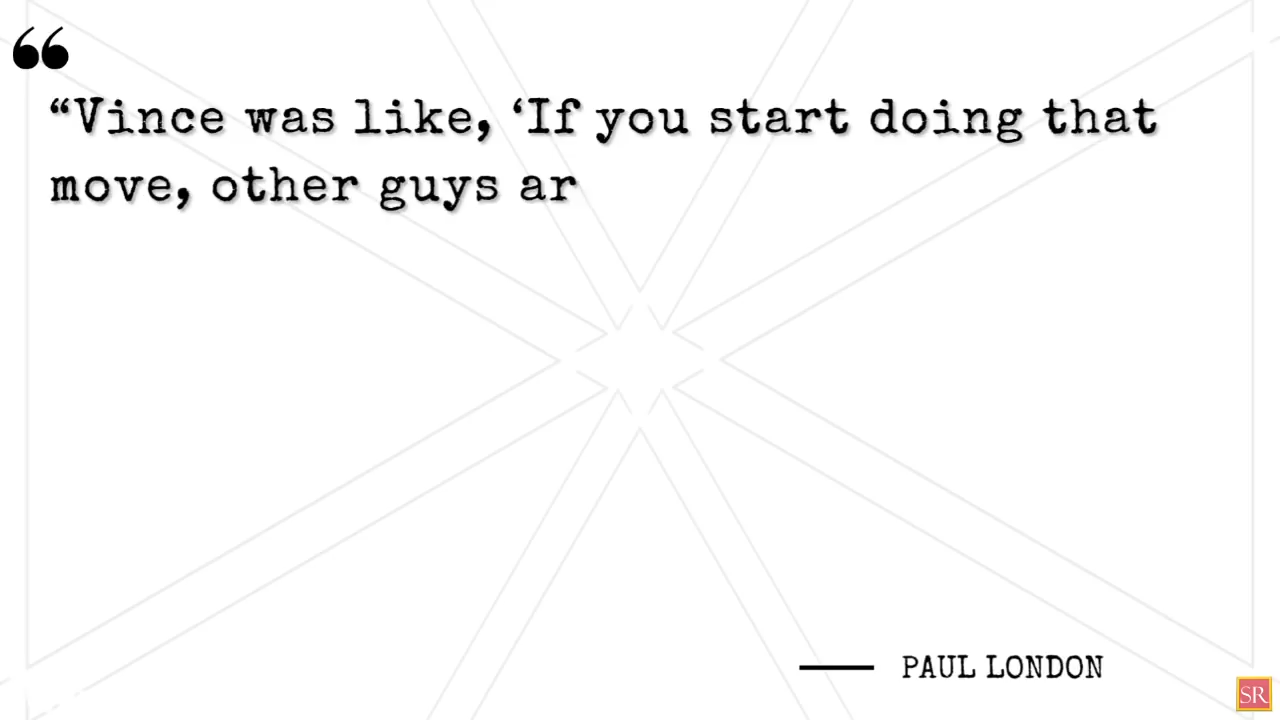 ❝
“Vince was like, ‘If you start doing that
move, other guys ar
PAUL LONDON
SR